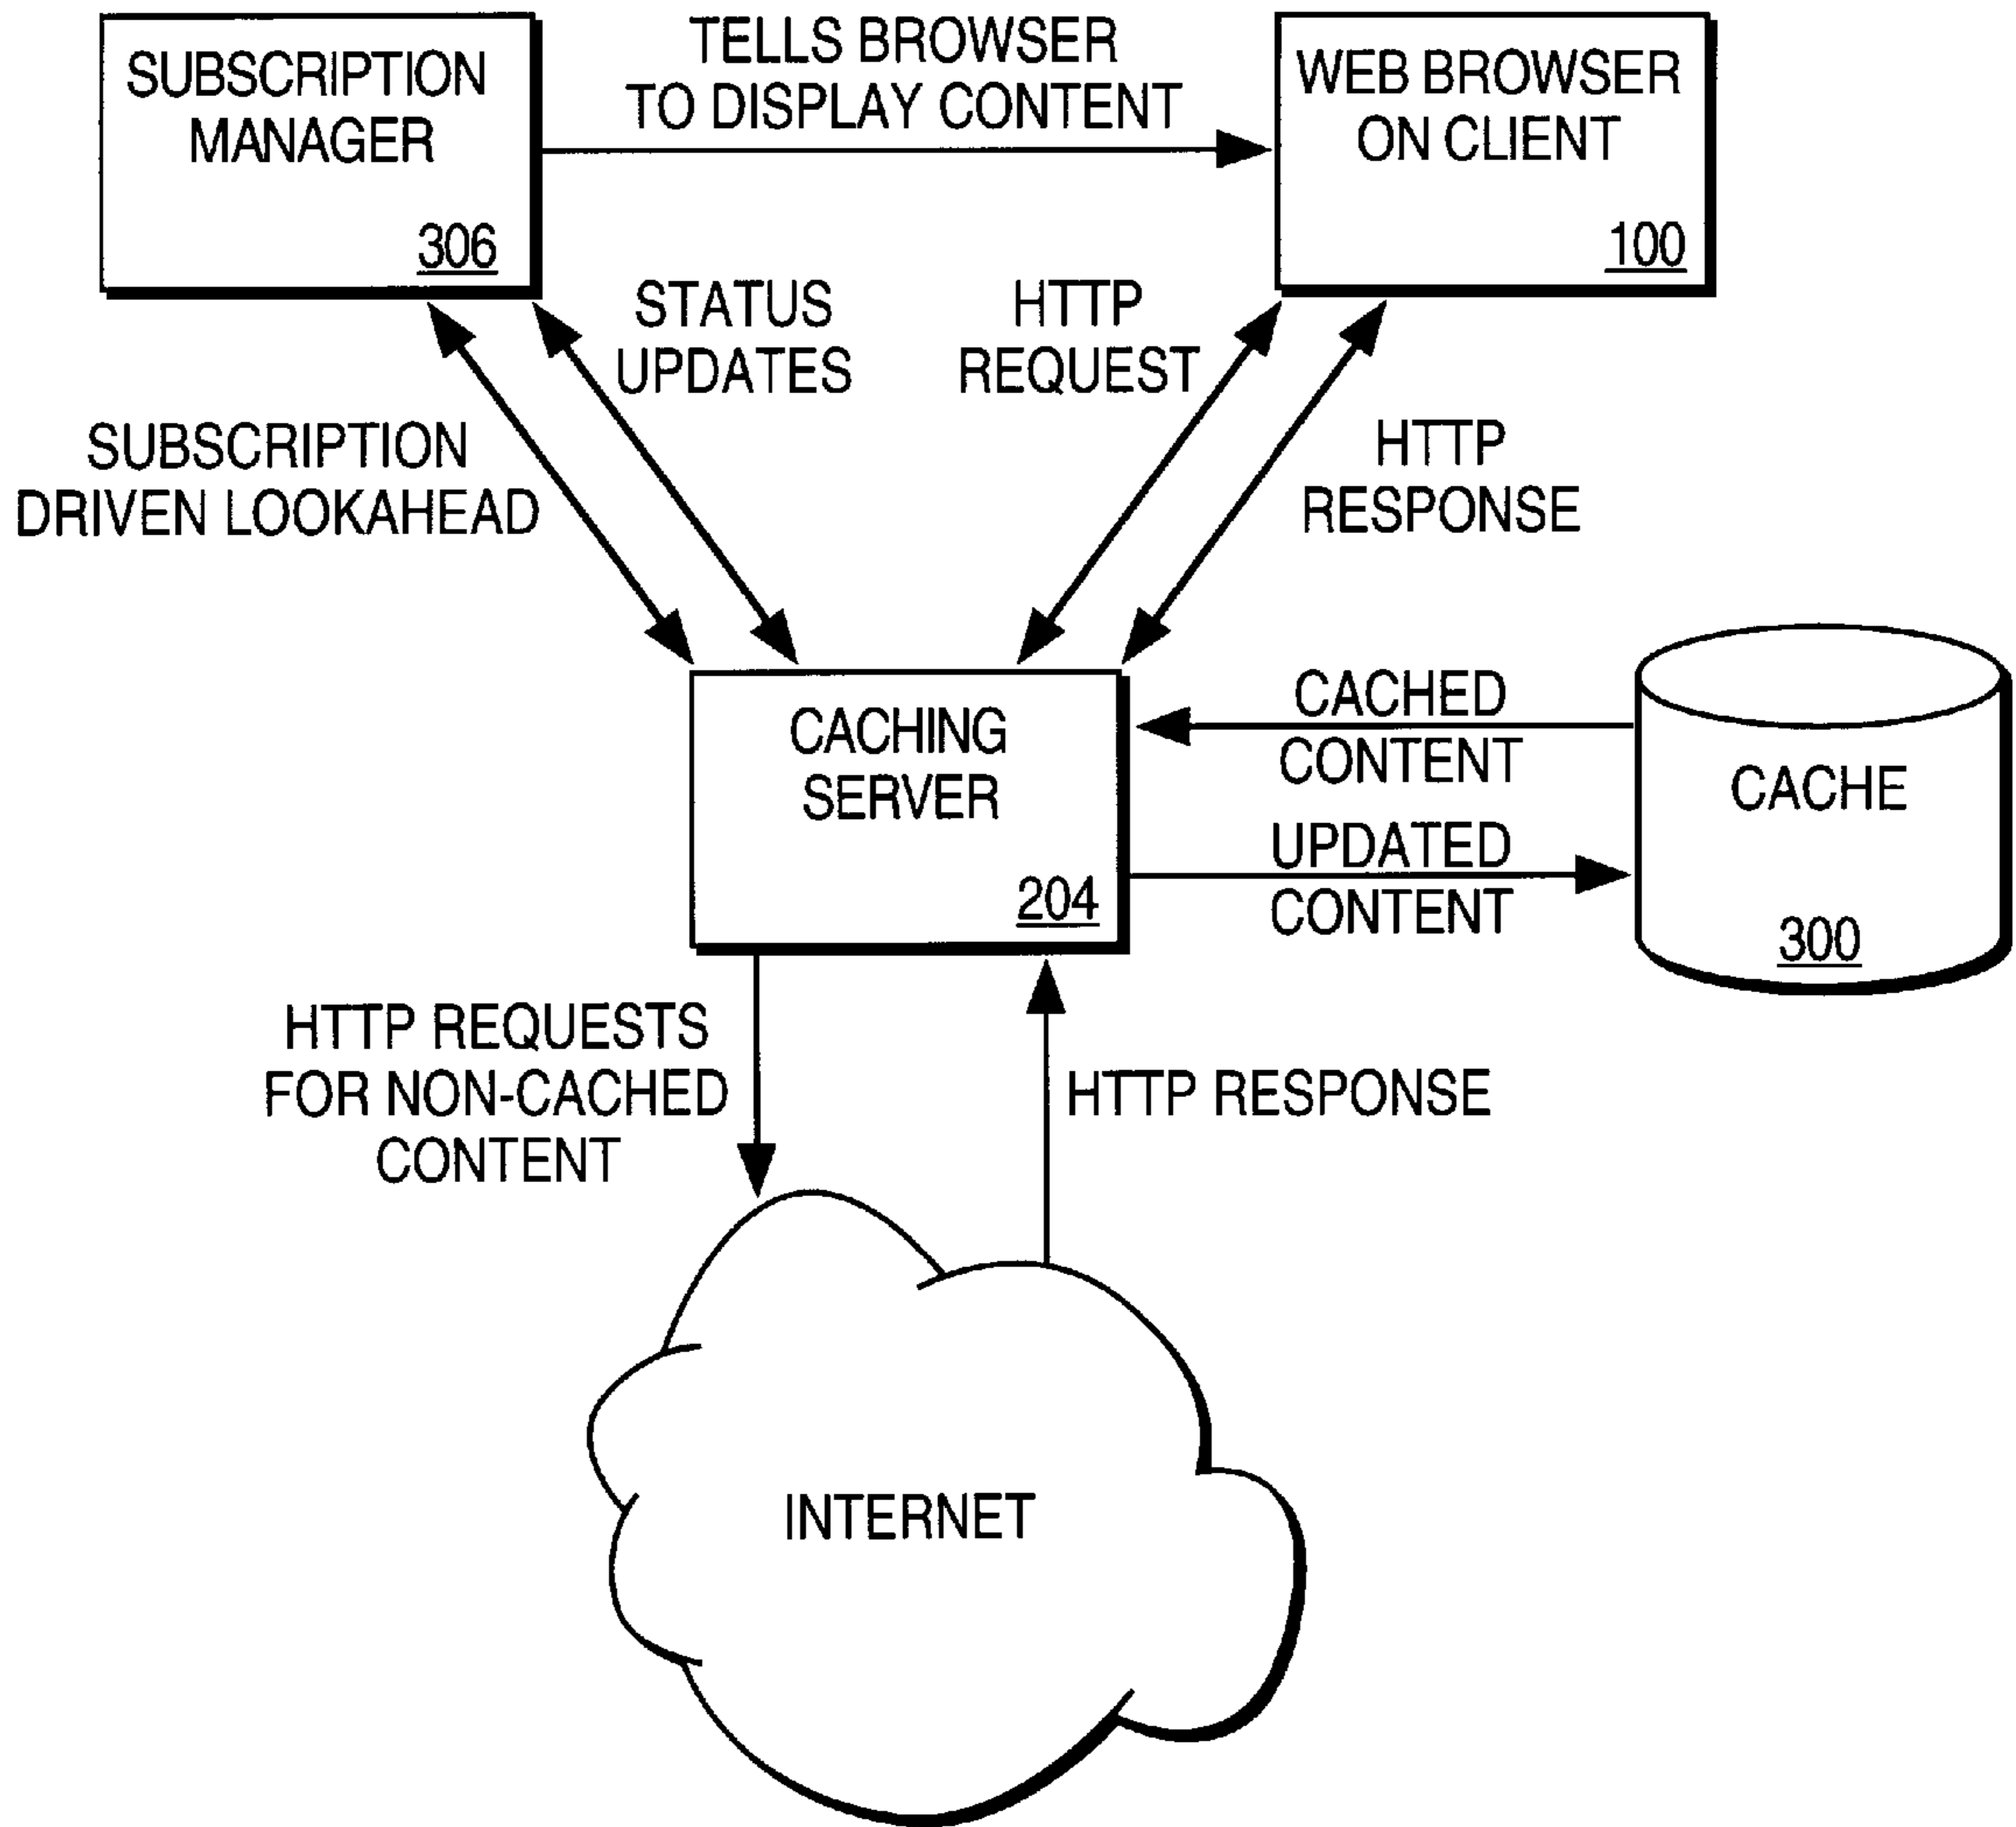 SUBSCRIPTION
MANAGER
306
TELLS BROWSER
TO DISPLAY CONTENT
WEB BROWSER
ON CLIENT
100
STATUS
UPDATES
HTTP
REQUEST
SUBSCRIPTION
DRIVEN LOOKAHEAD
HTTP
RESPONSE
CACHING
SERVER
204
CACHED
CONTENT
UPDATED
CONTENT
CACHE
300
HTTP REQUESTS
FOR NON-CACHED
CONTENT
HTTP RESPONSE
INTERNET